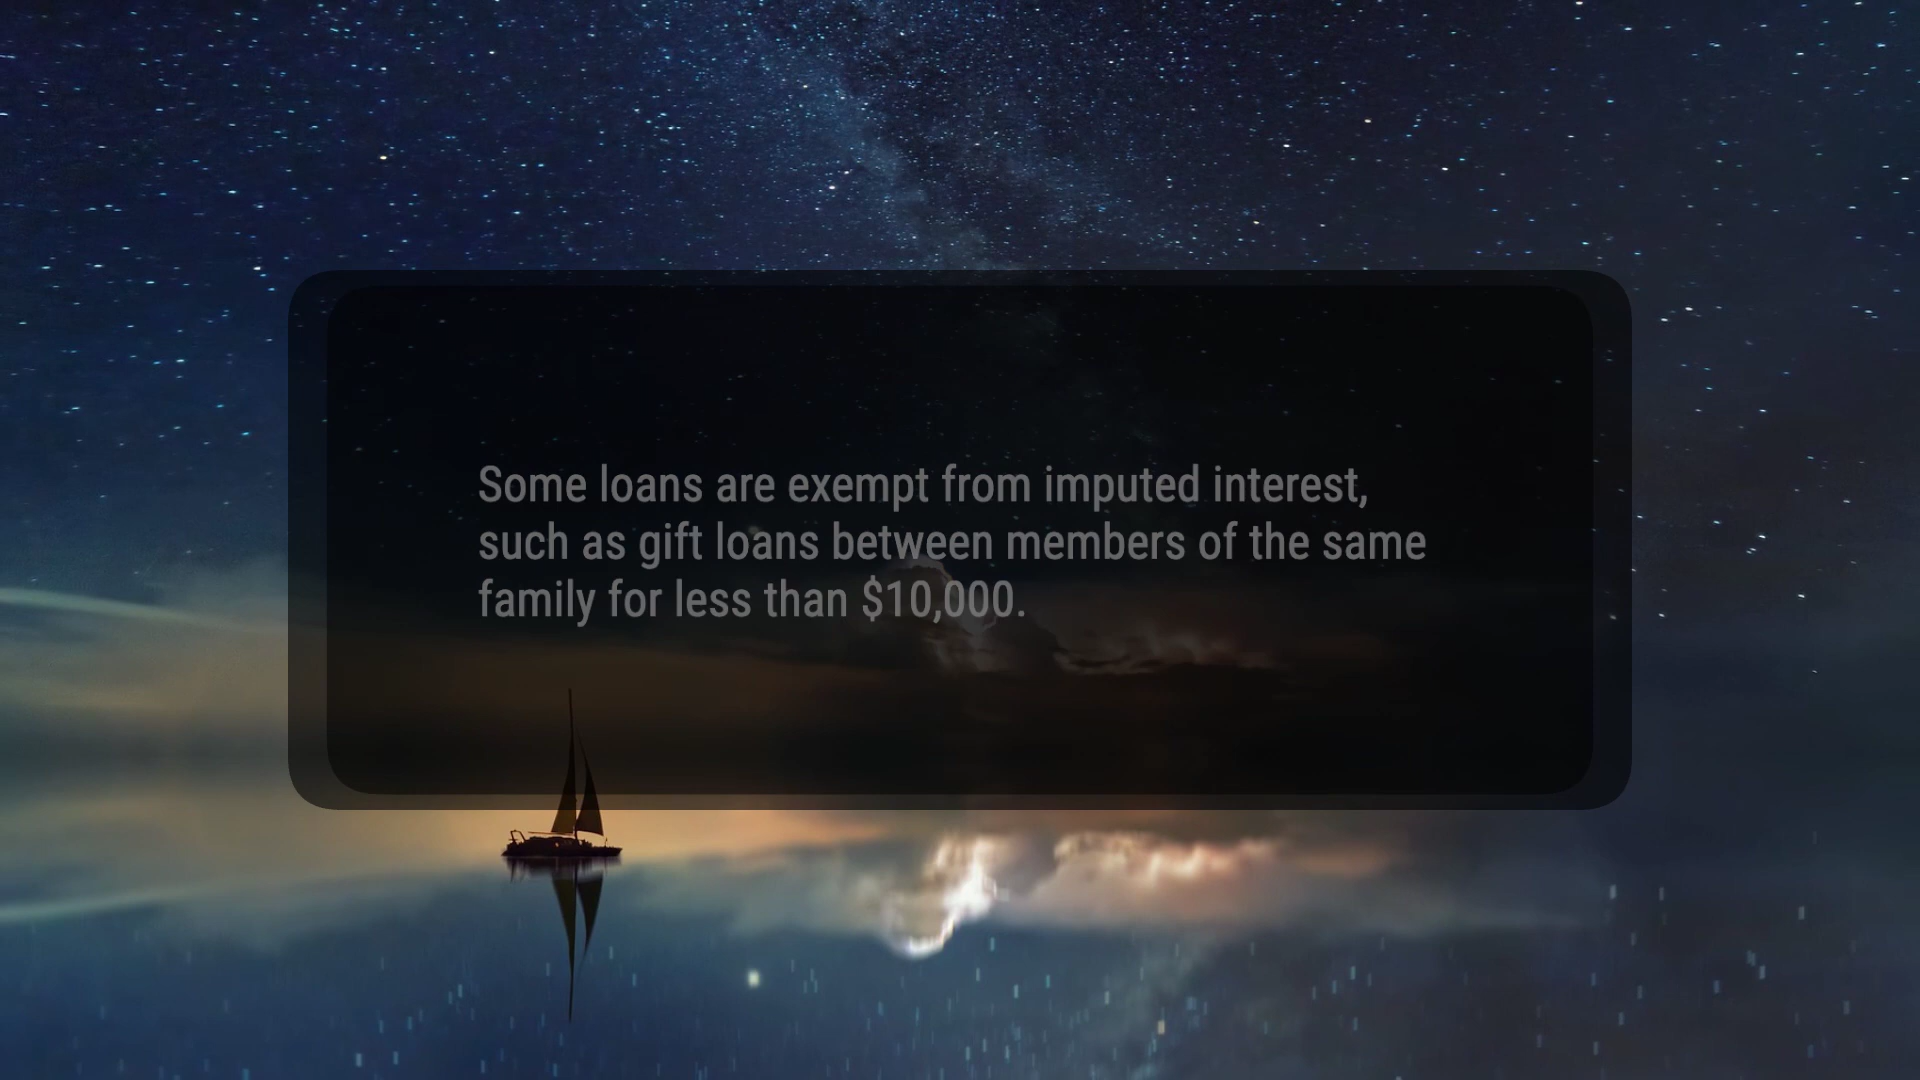 Some loans are exempt from imputed interest,
such as gift loans between members of the same
family for less than $10,000.